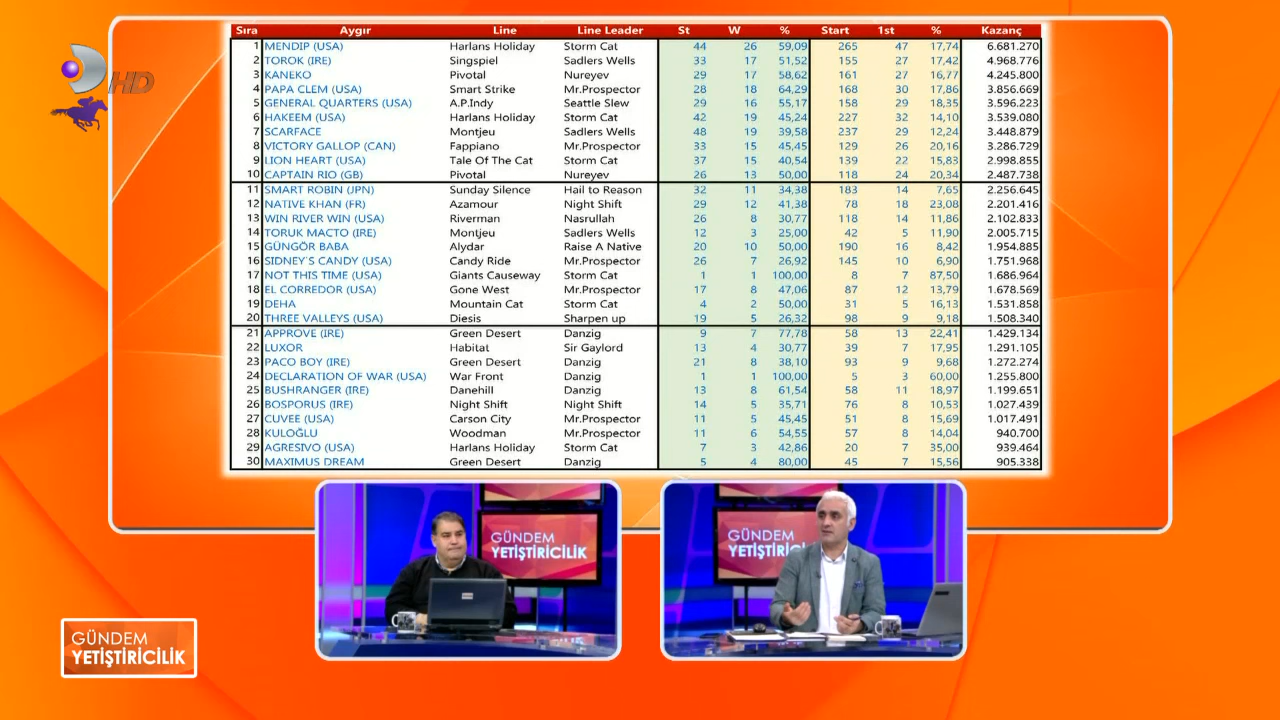 Sıra Aygır Line Line Leader St W % Start 1st % Kazanç
1 MENDIP (USA) Harlans Holiday Storm Cat 44 26 59,09 265 47 17,74 6.681.270
2 TOROK (IRE) Singspiel Sadlers Wells 33 17 51,52 155 27 17,42 4.968.776
3 KANEKO Pivotal Nureyev 29 17 58,62 161 27 16,77 4.245.800
4 PAPA CLEM (USA) Smart Strike Mr.Prospector 28 18 64,29 168 30 17,86 3.856.669
5 GENERAL QUARTERS (USA) A.P.Indy Seattle Slew 29 16 55,17 158 29 18,35 3.596.223
6 HAKEEM (USA) Harlans Holiday Storm Cat 42 19 45,24 227 32 14,10 3.539.080
7 SCARFACE Montjeu Sadlers Wells 48 19 39,58 237 29 12,24 3.448.879
8 VICTORY GALLOP (CAN) Fappiano Mr.Prospector 33 15 45,45 129 26 20,16 3.286.729
9 LION HEART (USA) Tale Of The Cat Storm Cat 37 15 40,54 139 22 15,83 2.998.855
10 CAPTAIN RIO (GB) Pivotal Nureyev 26 13 50,00 118 24 20,34 2.487.738
11 SMART ROBIN (JPN) Sunday Silence Hail to Reason 32 11 34,38 183 14 7,65 2.256.645
12 NATIVE KHAN (FR) Azamour Night Shift 29 12 41,38 78 18 23,08 2.201.416
13 WIN RIVER WIN (USA) Riverman Nasrullah 26 8 30,77 118 14 11,86 2.102.833
14 TORUK MACTO (IRE) Montjeu Sadlers Wells 12 3 25,00 42 5 11,90 2.005.715
15 GÜNGÖR BABA Alydar Raise A Native 20 10 50,00 190 16 8,42 1.954.885
16 SIDNEY`S CANDY (USA) Candy Ride Mr.Prospector 26 7 26,92 145 10 6,90 1.751.968
17 NOT THIS TIME (USA) Giants Causeway Storm Cat 1 1 100,00 8 7 87,50 1.686.964
18 EL CORREDOR (USA) Gone West Mr.Prospector 17 8 47,06 87 12 13,79 1.678.569
19 DEHA Mountain Cat Storm Cat 4 2 50,00 31 5 16,13 1.531.858
20 THREE VALLEYS (USA) Diesis Sharpen up 19 5 26,32 98 9 9,18 1.508.340
21 APPROVE (IRE) Green Desert Danzig 9 7 77,78 58 13 22,41 1.429.134
22 LUXOR Habitat Sir Gaylord 13 4 30,77 39 7 17,95 1.291.105
23 PACO BOY (IRE) Green Desert Danzig 21 8 38,10 93 9 9,68 1.272.274
24 DECLARATION OF WAR (USA) War Front Danzig 1 1 100,00 5 3 60,00 1.255.800
25 BUSHRANGER (IRE) Danehill Danzig 13 8 61,54 58 11 18,97 1.199.651
26 BOSPORUS (IRE) Night Shift Night Shift 14 5 35,71 76 8 10,53 1.027.439
27 CUVEE (USA) Carson City Mr.Prospector 11 5 45,45 51 8 15,69 1.017.491
28 KULOĞLU Woodman Mr.Prospector 11 6 54,55 57 8 14,04 940.700
29 AGRESIVO (USA) Harlans Holiday Storm Cat 7 3 42,86 20 7 35,00 939.464
30 MAXIMUS DREAM Green Desert Danzig 5 4 80,00 45 7 15,56 905.338
HD
GÜNDEM
YETİŞTİRİCİLİK
GÜNDEM
YETİŞTİRİCİLİK
GÜNDEM
YETİŞTİRİCİLİK